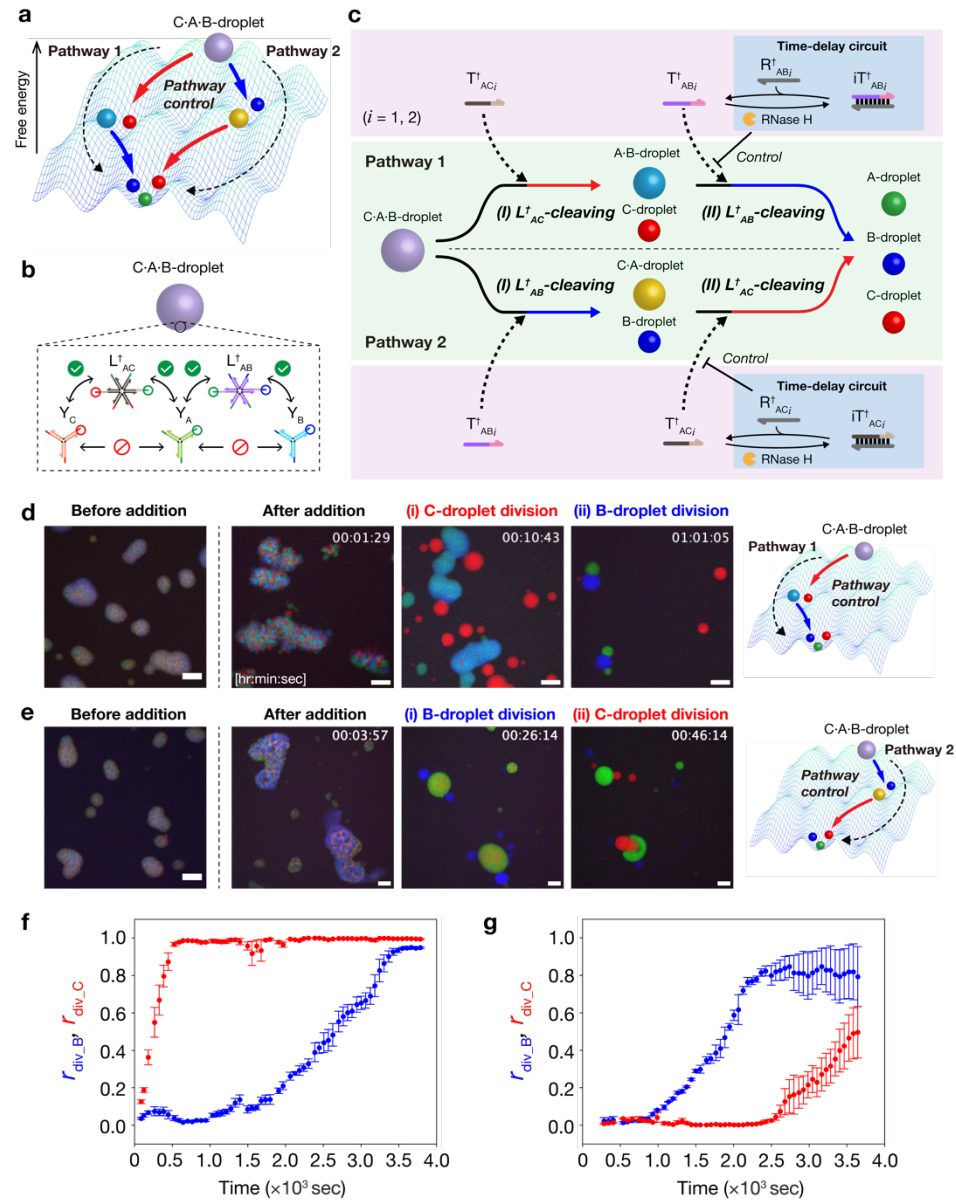 a
C·A·B-droplet
Pathway 1
Pathway 2
Pathway
control
Free energy
b
C·A·B-droplet
L†AC
L†AB
YC
YA
YB
c
Time-delay circuit
T†ACi
T†ABi
R†ABi
iT†ABi
RNase H
(i = 1, 2)
Control
Pathway 1
A·B-droplet
A-droplet
C-droplet
C·A·B-droplet
(I) L†AC-cleaving
(II) L†AB-cleaving
B-droplet
C·A-droplet
(I) L†AB-cleaving
(II) L†AC-cleaving
B-droplet
C-droplet
Pathway 2
Control
Time-delay circuit
T†ABi
T†ACi
R†ACi
iT†ACi
RNase H
d
Before addition
After addition
(i) C-droplet division
(ii) B-droplet division
00:01:29
00:10:43
01:01:05
[hr:min:sec]
C·A·B-droplet
Pathway 1
Pathway
control
e
Before addition
After addition
(i) B-droplet division
(ii) C-droplet division
00:03:57
00:26:14
00:46:14
C·A·B-droplet
Pathway 2
Pathway
control
f
rdiv_B, rdiv_C
1.0
0.8
0.6
0.4
0.2
0.0
0 0.5 1.0 1.5 2.0 2.5 3.0 3.5 4.0
Time (×10³ sec)
g
rdiv_B, rdiv_C
1.0
0.8
0.6
0.4
0.2
0.0
0 0.5 1.0 1.5 2.0 2.5 3.0 3.5 4.0
Time (×10³ sec)